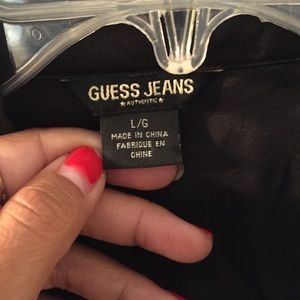 GUESS JEANS
★AUTHENTIC★
L/G
MADE IN CHINA
FABRIQUE EN
CHINE